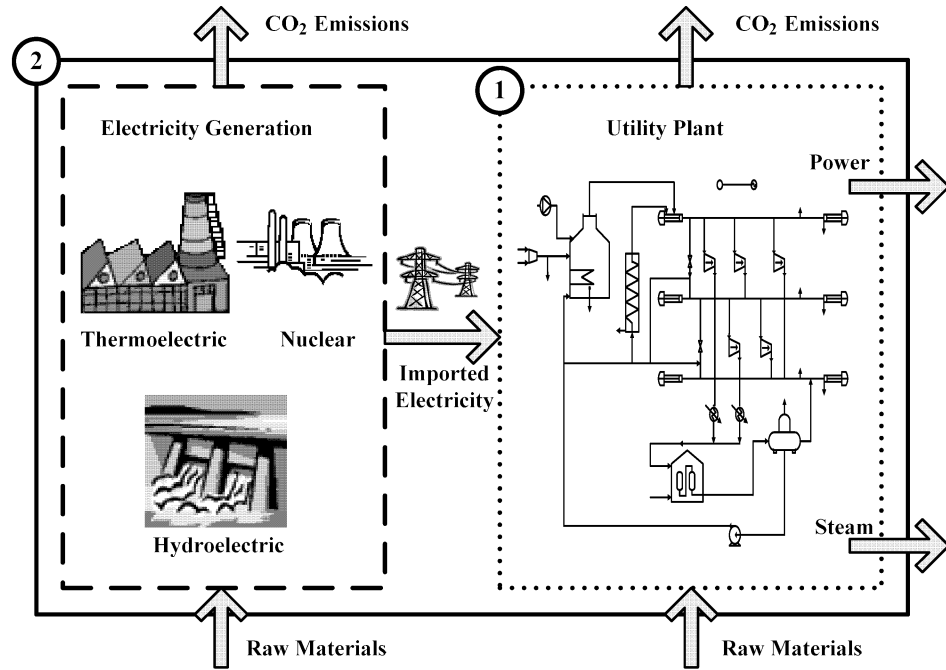 CO₂ Emissions
CO₂ Emissions
2
1
Electricity Generation
Utility Plant
Power
Thermoelectric
Nuclear
Imported
Electricity
Hydroelectric
Steam
Raw Materials
Raw Materials